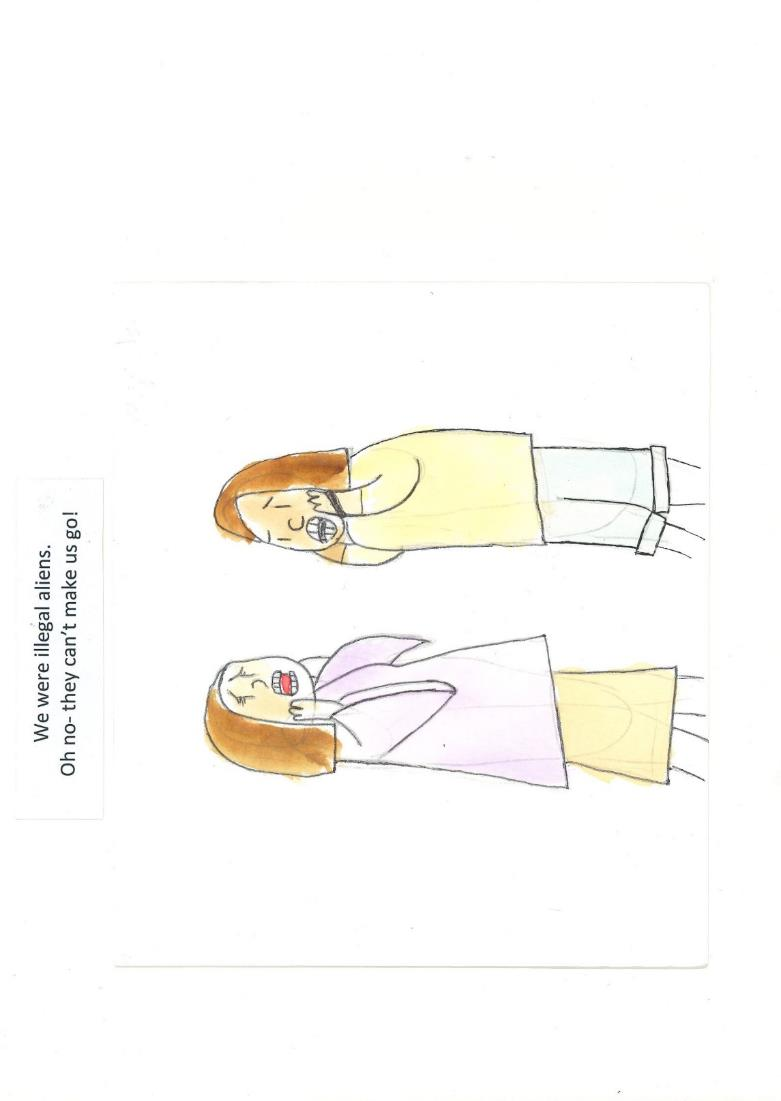 We were illegal aliens.
Oh no- they can't make us go!